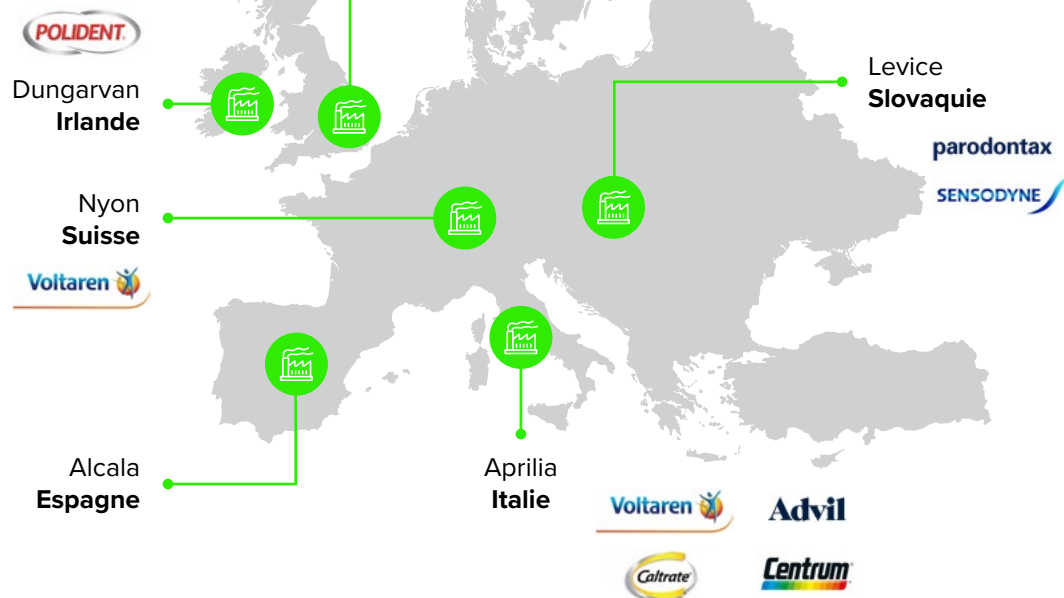 POLIDENT
Dungarvan
Irlande
Levice
Slovaquie
parodontax
SENSODYNE
Nyon
Suisse
Voltaren
Alcala
Espagne
Aprilia
Italie
Voltaren
Advil
Caltrate
Centrum